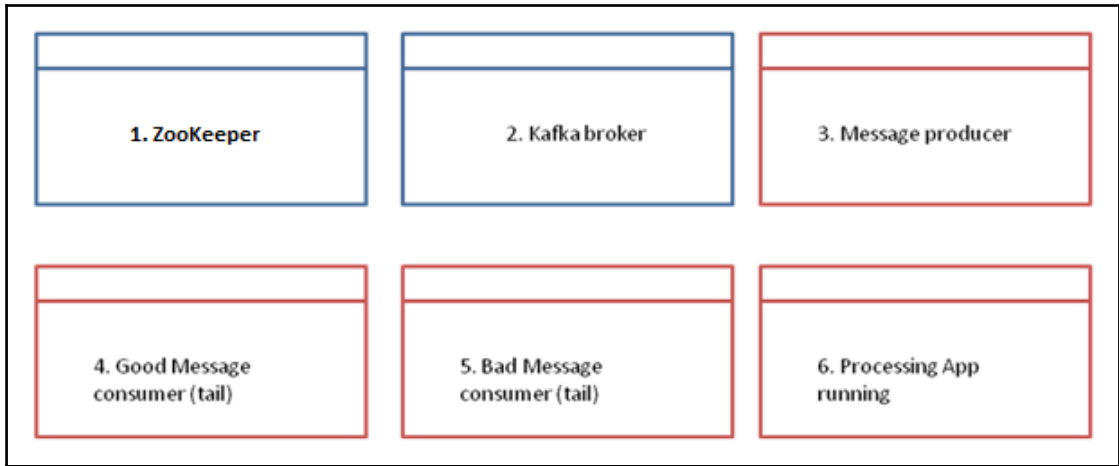 1. ZooKeeper
2. Kafka broker
3. Message producer
4. Good Message
consumer (tail)
5. Bad Message
consumer (tail)
6. Processing App
running